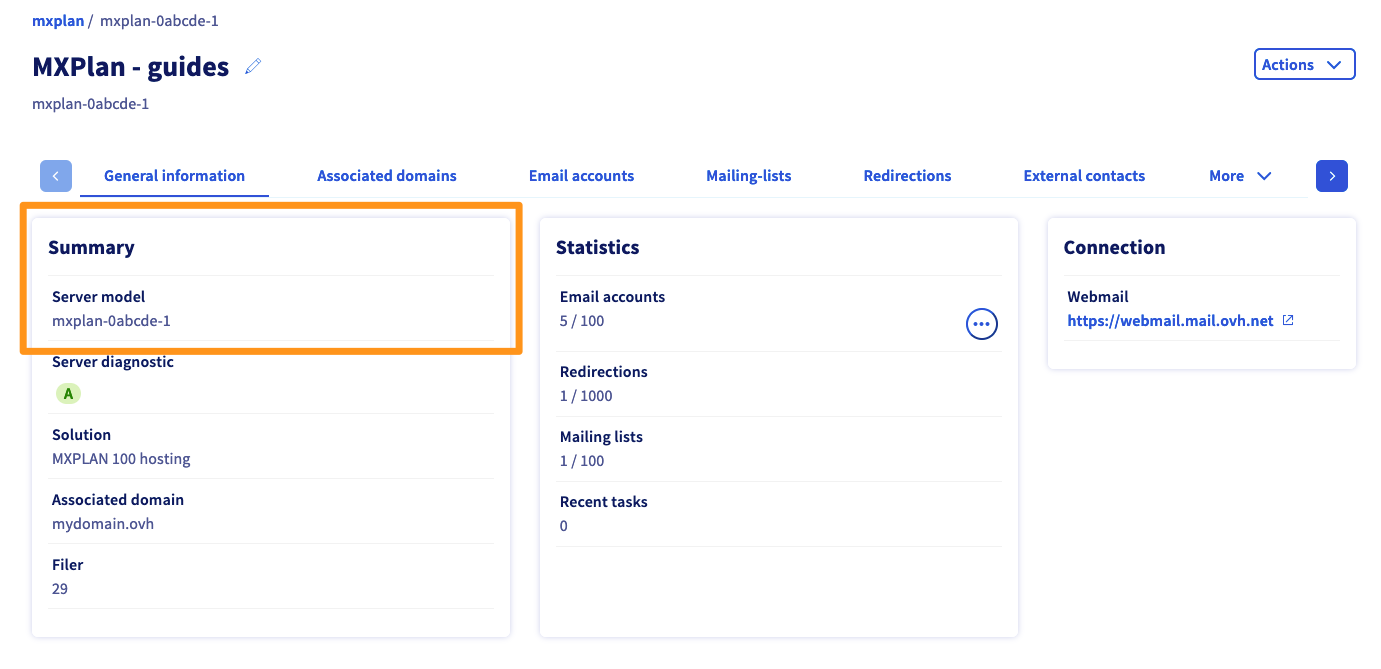 mxplan / mxplan-0abcde-1
MXPlan - guides
Actions
mxplan-0abcde-1
General information
Associated domains
Email accounts
Mailing-lists
Redirections
External contacts
More
Summary
Server model
mxplan-0abcde-1
Server diagnostic
A
Solution
MXPLAN 100 hosting
Associated domain
mydomain.ovh
Filer
29
Statistics
Email accounts
5 / 100
Redirections
1 / 1000
Mailing lists
1 / 100
Recent tasks
0
Connection
Webmail
https://webmail.mail.ovh.net